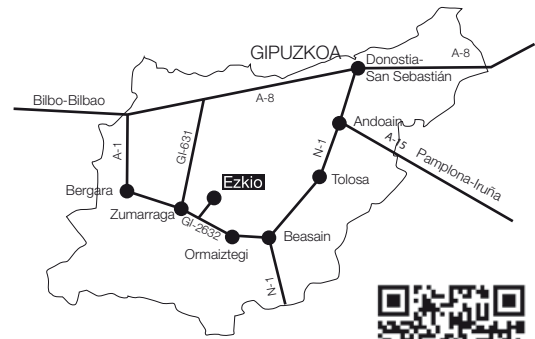 GIPUZKOA
Donostia-
San Sebastián
A-8
Bilbo-Bilbao
A-8
Andoain
A-15
Pamplona-Iruña
A-1
GI-631
N-1
Tolosa
Ezkio
Bergara
Zumarraga
GI-2632
Beasain
Ormaiztegi
N-1